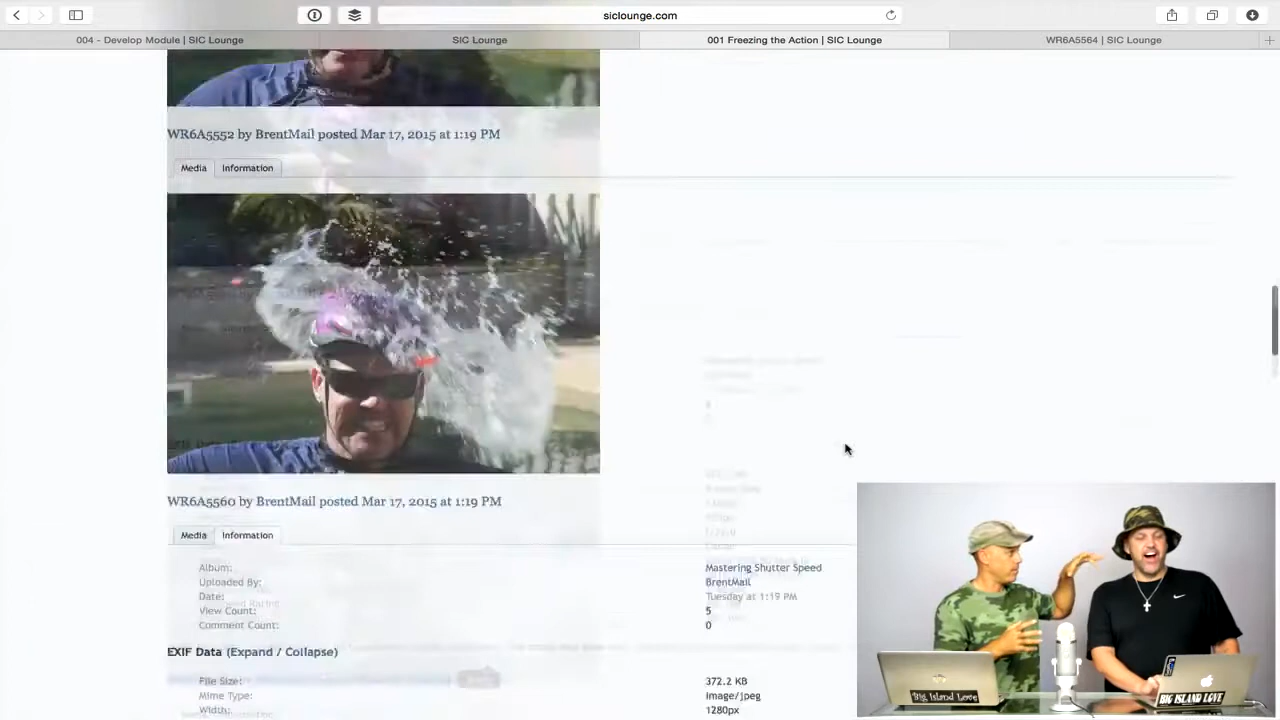 siclounge.com
004 - Develop Module | SIC Lounge
SIC Lounge
001 Freezing the Action | SIC Lounge
WR6A5564 | SIC Lounge
WR6A5552 by BrentMail posted Mar 17, 2015 at 1:19 PM
Media Information
WR6A5560 by BrentMail posted Mar 17, 2015 at 1:19 PM
Media Information
Album: Mastering Shutter Speed
Uploaded By: BrentMail
Date: Tuesday at 1:19 PM
View Count: 5
Comment Count: 0
EXIF Data (Expand / Collapse)
File Size: 372.2 KB
Mime Type: image/jpeg
Width: 1280px
Big Island Love
BIG ISLAND LOVE